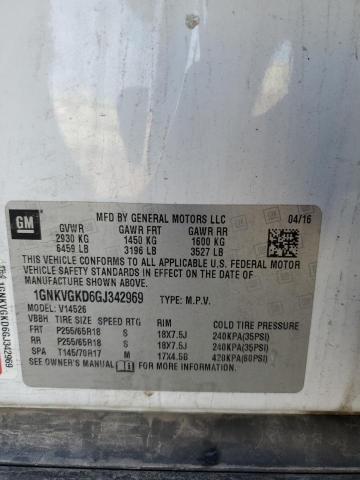 GM
MFD BY GENERAL MOTORS LLC 04/16
GVWR GAWR FRT GAWR RR
2930 KG 1450 KG 1600 KG
6459 LB 3196 LB 3527 LB
THIS VEHICLE CONFORMS TO ALL APPLICABLE U.S. FEDERAL
MOTOR VEHICLE SAFETY STANDARDS IN EFFECT ON THE DATE
OF MANUFACTURE SHOWN ABOVE.
1GNKVGKD6GJ342969 TYPE: M.P.V.
VBBH V14526
TIRE SIZE SPEED RTG RIM COLD TIRE PRESSURE
FRT P255/65R18 S 18X7.5J 240KPA(35PSI)
RR P255/65R18 S 18X7.5J 240KPA(35PSI)
SPA T145/70R17 M 17X4.5B 420KPA(60PSI)
SEE OWNER'S MANUAL FOR ADDITIONAL INFORMATION.
1GNKVGKD6GJ342969